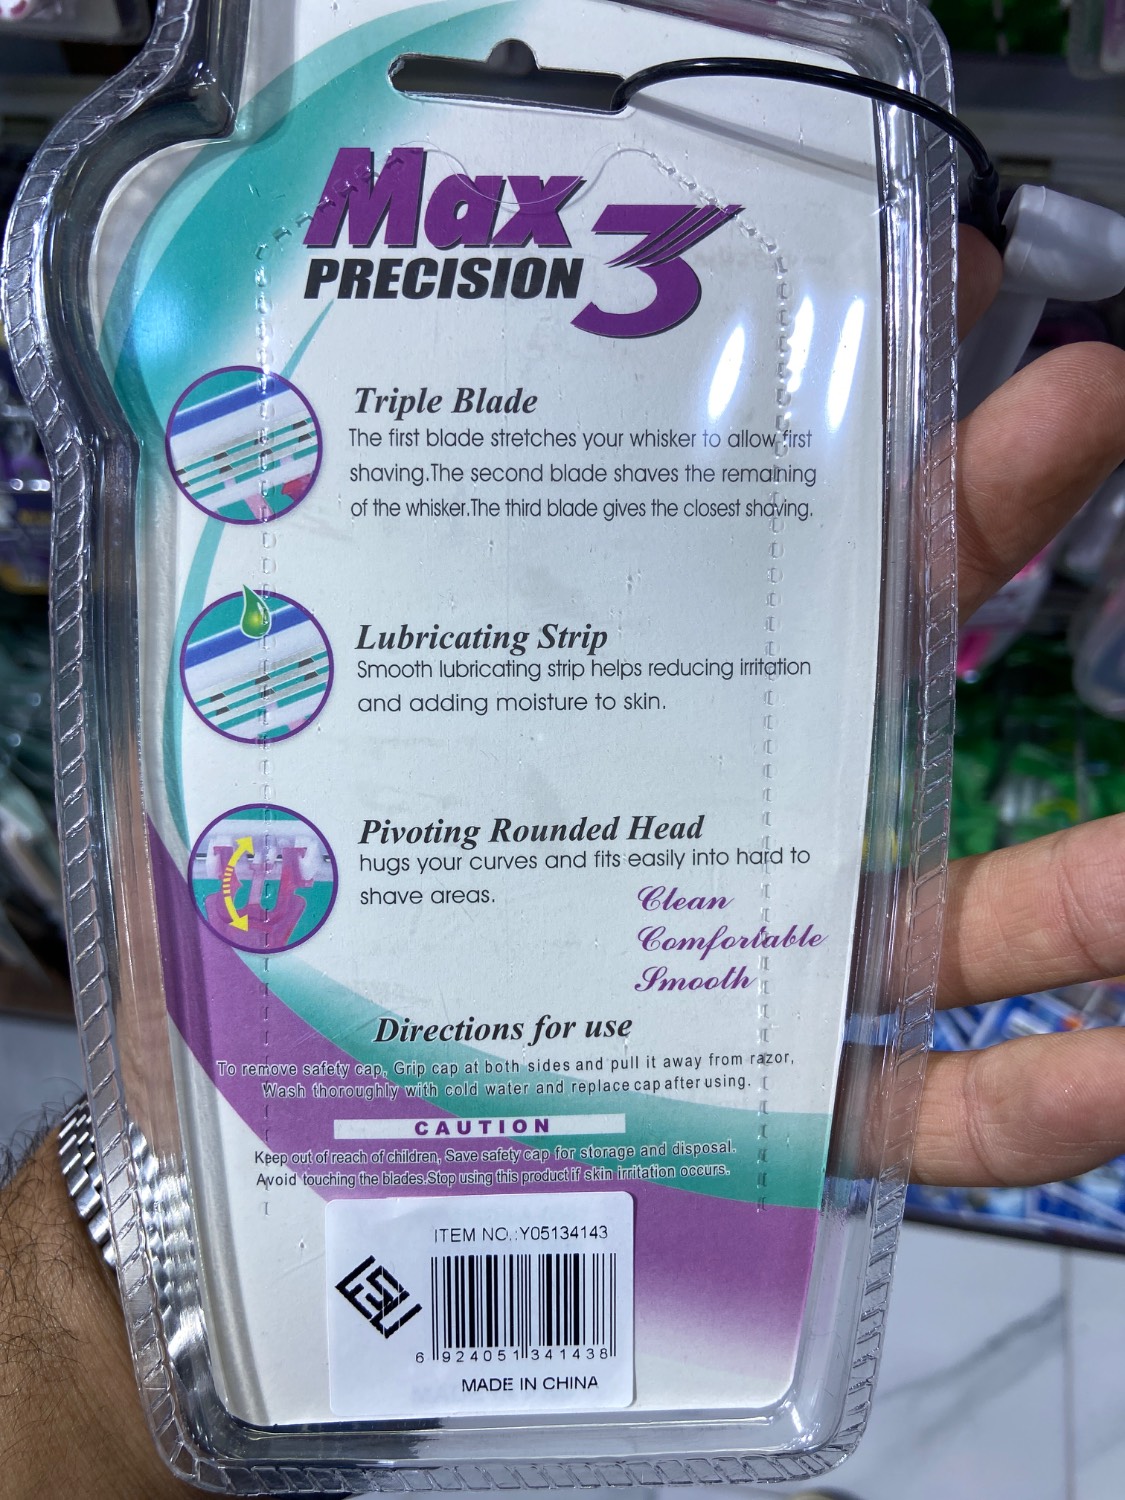 Max 3
PRECISION
Triple Blade
The first blade stretches your whisker to allow first
shaving.The second blade shaves the remaining
of the whisker.The third blade gives the closest shaving.
Lubricating Strip
Smooth lubricating strip helps reducing irritation
and adding moisture to skin.
Pivoting Rounded Head
hugs your curves and fits easily into hard to
shave areas.
Clean
Comfortable
Smooth
Directions for use
To remove safety cap, Grip cap at both sides and pull it away from razor,
Wash thoroughly with cold water and replace cap after using.
CAUTION
Keep out of reach of children, Save safety cap for storage and disposal.
Avoid touching the blades.Stop using this product if skin irritation occurs.
ITEM NO.:Y05134143
6 924051 341438
MADE IN CHINA